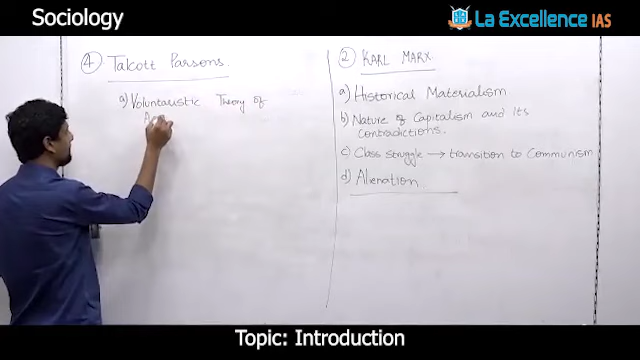 Sociology
La Excellence IAS
4 Talcott Parsons.
a) Voluntaristic Theory of
2 KARL MARX.
a) Historical Materialism
b) Nature of Capitalism and its
contradictions.
c) Class struggle → transition to Communism
d) Alienation
Topic: Introduction